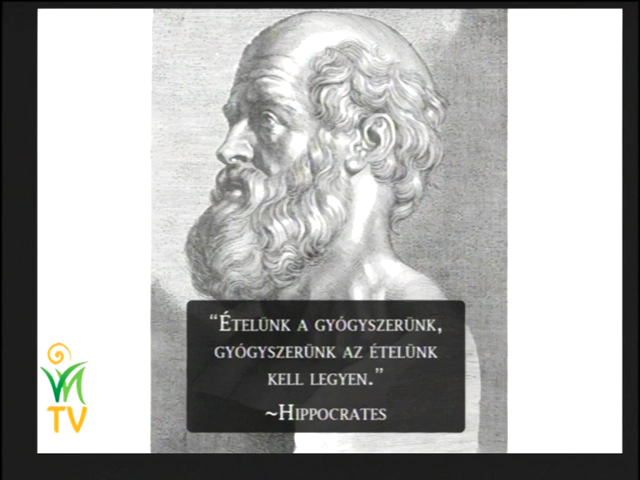 “Ételünk a gyógyszerünk,
gyógyszerünk az ételünk
kell legyen.”
~Hippocrates
TV